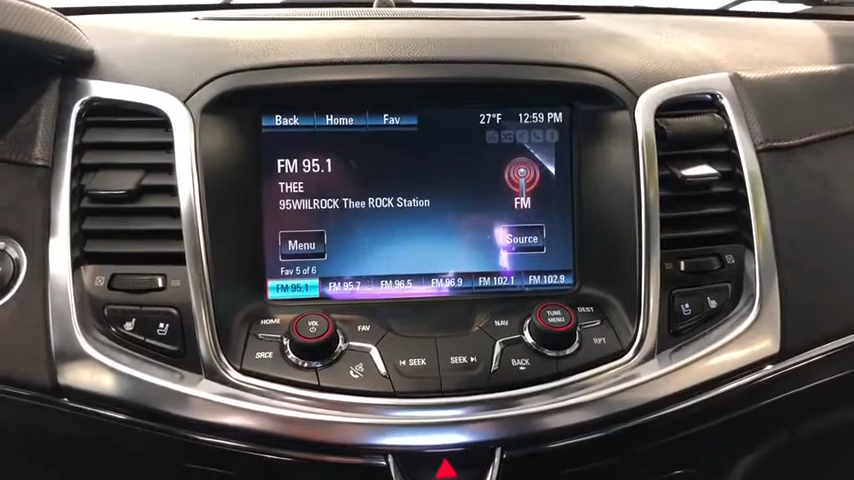 Back Home Fav 27°F 12:59 PM
FM 95.1
THEE
95WIILROCK Thee ROCK Station
FM
Menu
Source
Fav 5 of 6
FM 95.1 FM 95.7 FM 96.5 FM 96.9 FM 102.1 FM 102.9
HOME VOL FAV NAV TUNE MENU DEST
SRCE SEEK SEEK BACK RPT